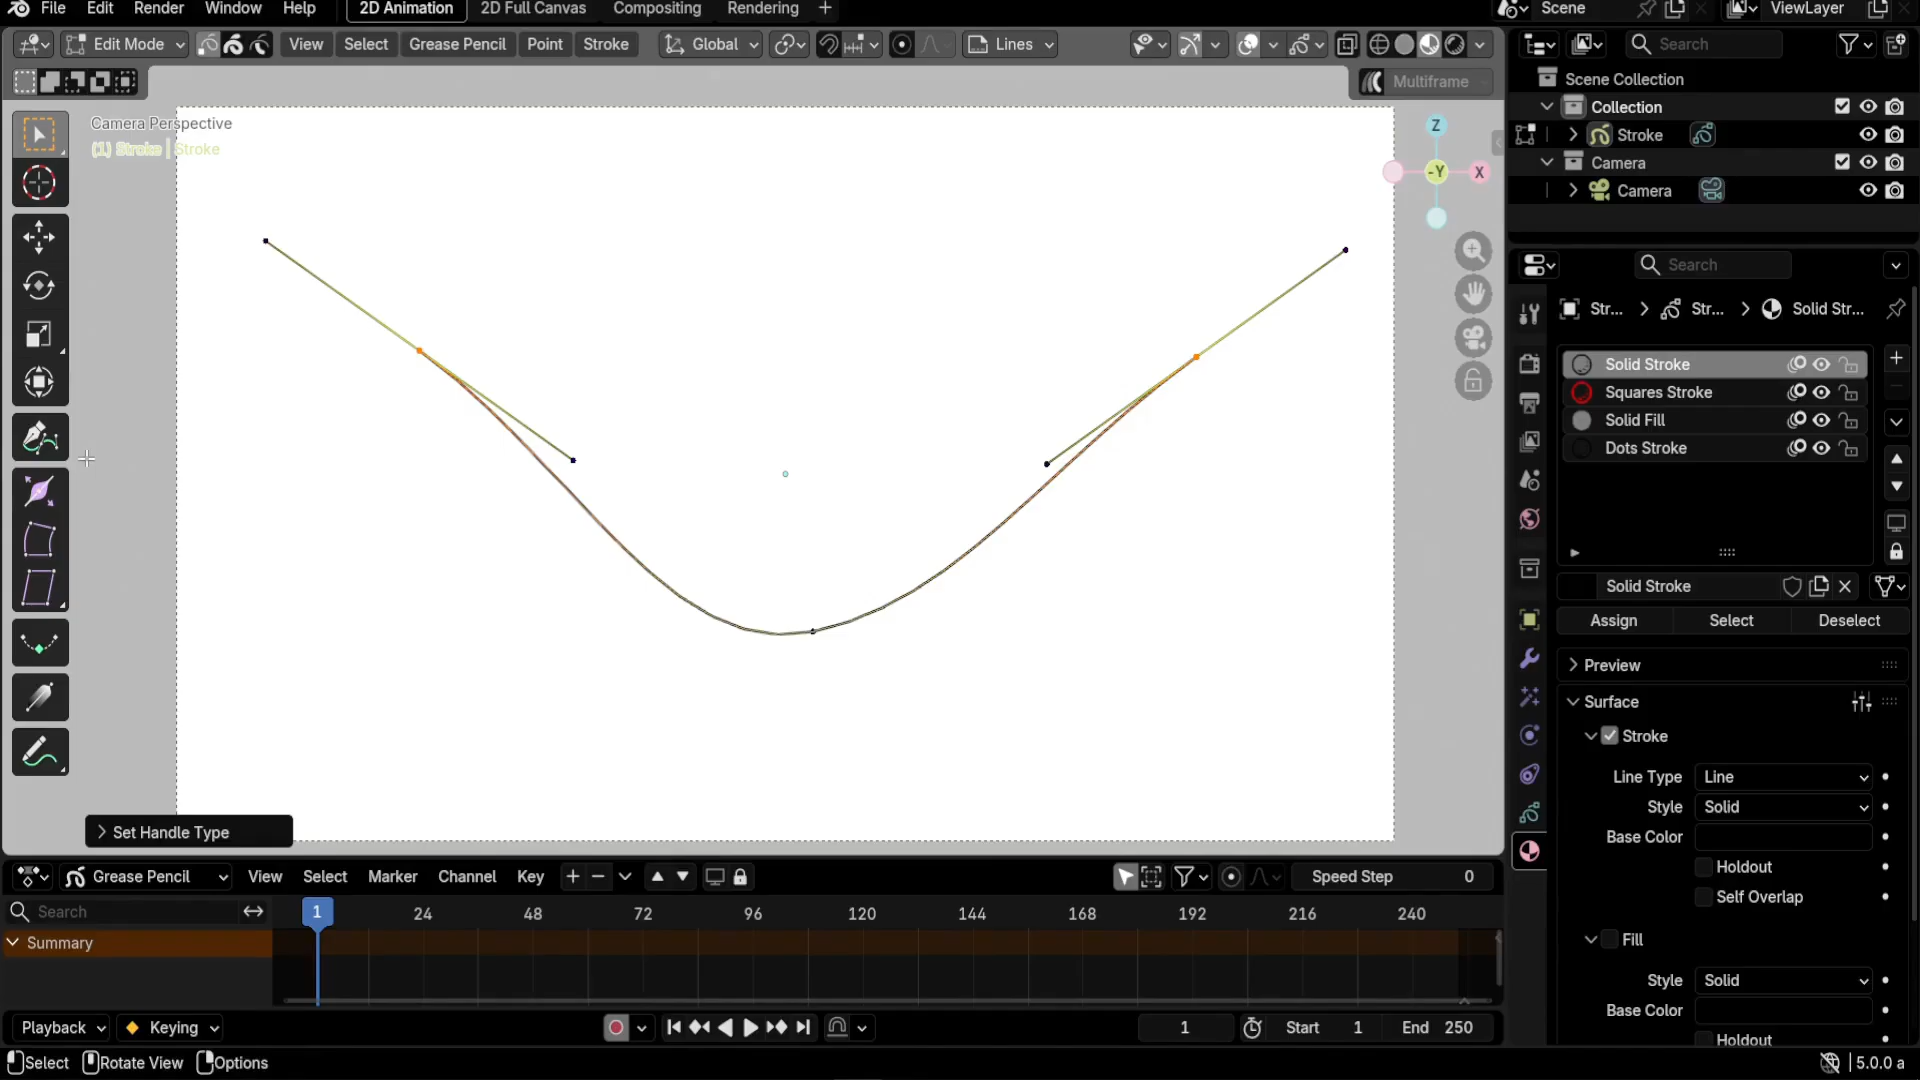 File Edit Render Window Help 2D Animation 2D Full Canvas Compositing Rendering + Scene ViewLayer
Edit Mode View Select Grease Pencil Point Stroke Global Lines Search
Multiframe
Camera Perspective
(1) Stroke | Stroke
Z
-Y
X
Scene Collection
Collection
Stroke
Camera
Camera
Search
Str... Str... Solid Str...
Solid Stroke
Squares Stroke
Solid Fill
Dots Stroke
Solid Stroke
Assign Select Deselect
Preview
Surface
Stroke
Line Type Line
Style Solid
Base Color
Holdout
Self Overlap
Fill
Style Solid
Base Color
Holdout
Set Handle Type
Grease Pencil View Select Marker Channel Key Speed Step 0
Search 1 24 48 72 96 120 144 168 192 216 240
Summary
Playback Keying 1 Start 1 End 250
Select Rotate View Options 5.0.0 a